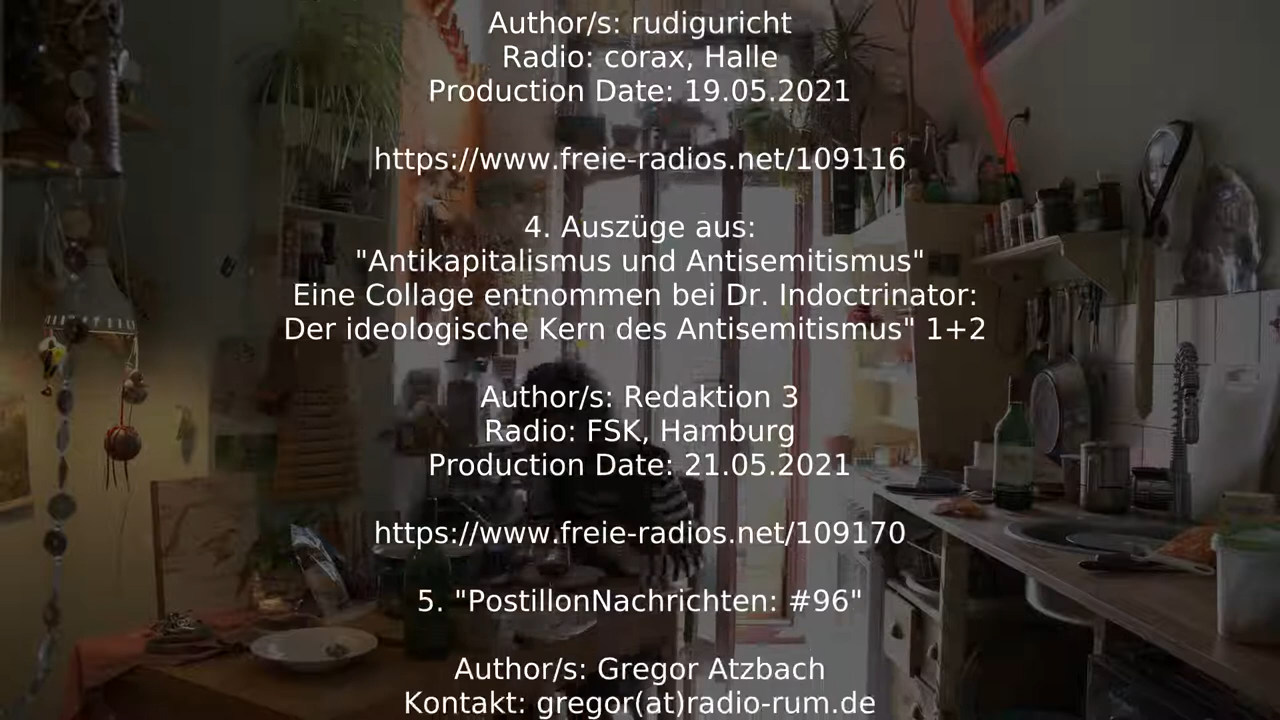 Author/s: rudiguricht
Radio: corax, Halle
Production Date: 19.05.2021
https://www.freie-radios.net/109116
4. Auszüge aus:
"Antikapitalismus und Antisemitismus"
Eine Collage entnommen bei Dr. Indoctrinator:
Der ideologische Kern des Antisemitismus" 1+2
Author/s: Redaktion 3
Radio: FSK, Hamburg
Production Date: 21.05.2021
https://www.freie-radios.net/109170
5. "PostillonNachrichten: #96"
Author/s: Gregor Atzbach
Kontakt: gregor(at)radio-rum.de